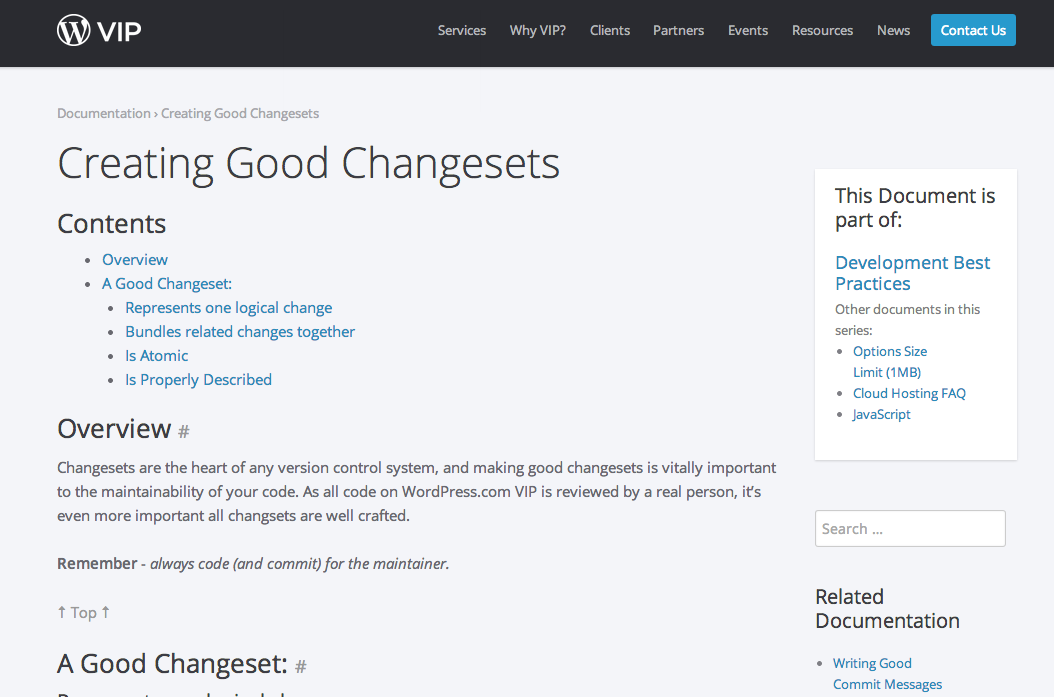 VIP
Services Why VIP? Clients Partners Events Resources News Contact Us
Documentation › Creating Good Changesets
Creating Good Changesets
Contents
Overview
A Good Changeset:
Represents one logical change
Bundles related changes together
Is Atomic
Is Properly Described
Overview #
Changesets are the heart of any version control system, and making good changesets is vitally important
to the maintainability of your code. As all code on WordPress.com VIP is reviewed by a real person, it’s
even more important all changsets are well crafted.
Remember - always code (and commit) for the maintainer.
↑ Top ↑
A Good Changeset: #
This Document is
part of:
Development Best
Practices
Other documents in this
series:
Options Size
Limit (1MB)
Cloud Hosting FAQ
JavaScript
Search ...
Related
Documentation
Writing Good
Commit Messages